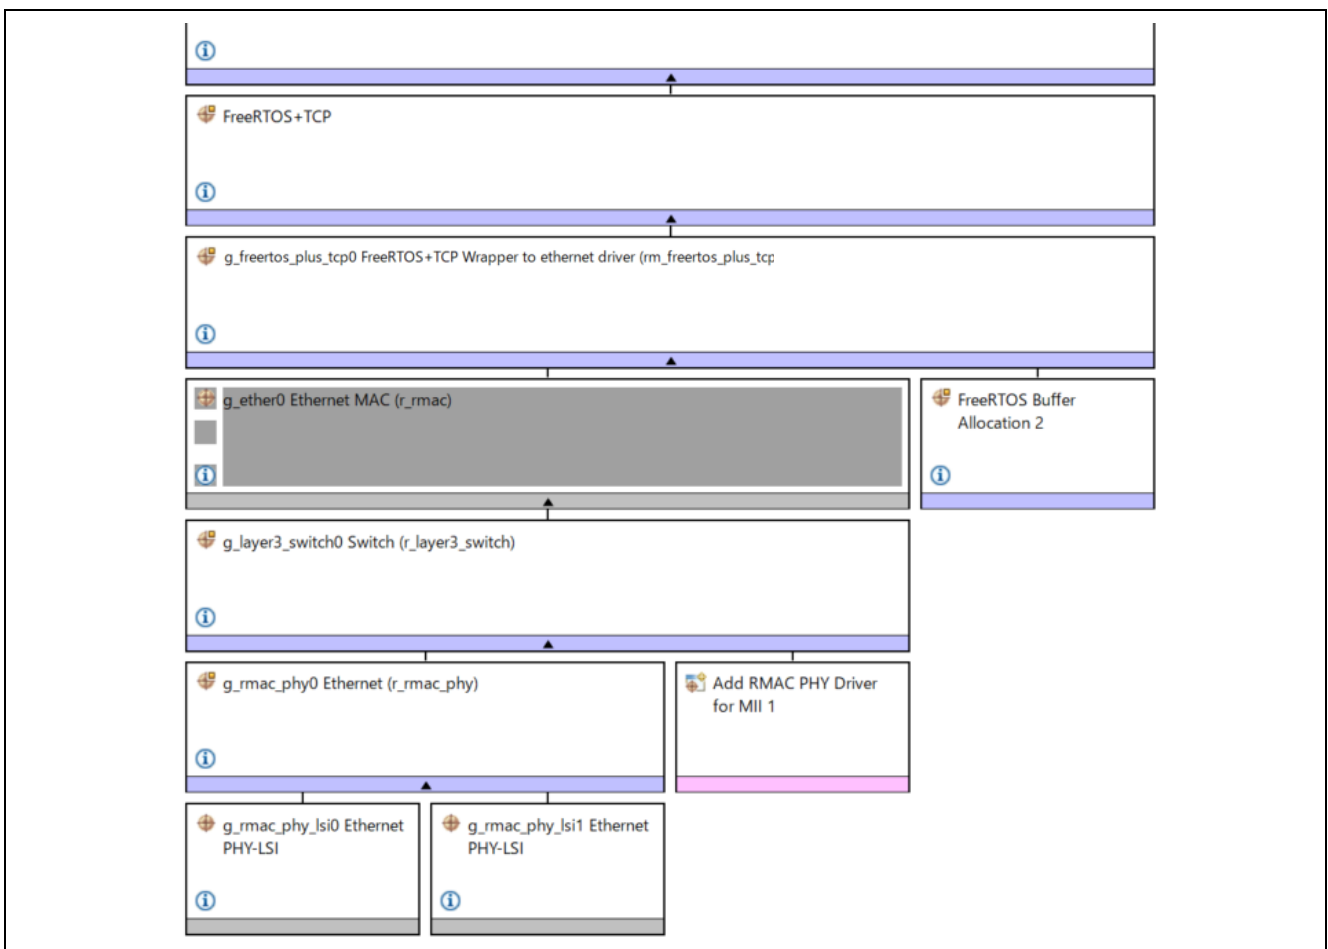 FreeRTOS+TCP
g_freertos_plus_tcp0 FreeRTOS+TCP Wrapper to ethernet driver (rm_freertos_plus_tcp
g_ether0 Ethernet MAC (r_rmac)
FreeRTOS Buffer
Allocation 2
g_layer3_switch0 Switch (r_layer3_switch)
g_rmac_phy0 Ethernet (r_rmac_phy)
Add RMAC PHY Driver
for MII 1
g_rmac_phy_lsi0 Ethernet
PHY-LSI
g_rmac_phy_lsi1 Ethernet
PHY-LSI